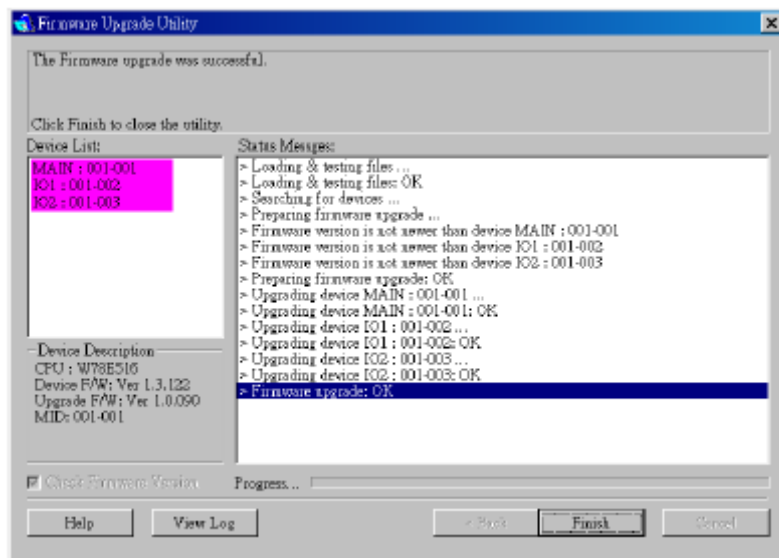 Firmware Upgrade Utility
The Firmware upgrade was successful.
Click Finish to close the utility.
Device List:
MAIN : 001-001
IO1 : 001-002
IO2 : 001-003
Status Messages:
> Loading & testing files ...
> Loading & testing files: OK
> Searching for devices ...
> Preparing firmware upgrade ...
> Firmware version is not newer than device MAIN : 001-001
> Firmware version is not newer than device IO1 : 001-002
> Firmware version is not newer than device IO2 : 001-003
> Preparing firmware upgrade: OK
> Upgrading device MAIN : 001-001 ...
> Upgrading device MAIN : 001-001: OK
> Upgrading device IO1 : 001-002 ...
> Upgrading device IO1 : 001-002: OK
> Upgrading device IO2 : 001-003 ...
> Upgrading device IO2 : 001-003: OK
> Firmware upgrade: OK
Device Description
CPU : W78E516
Device F/W: Ver 1.3.122
Upgrade F/W: Ver 1.0.090
MID: 001-001
Check Firmware Version
Progress...
Help
View Log
< Back
Finish
Cancel